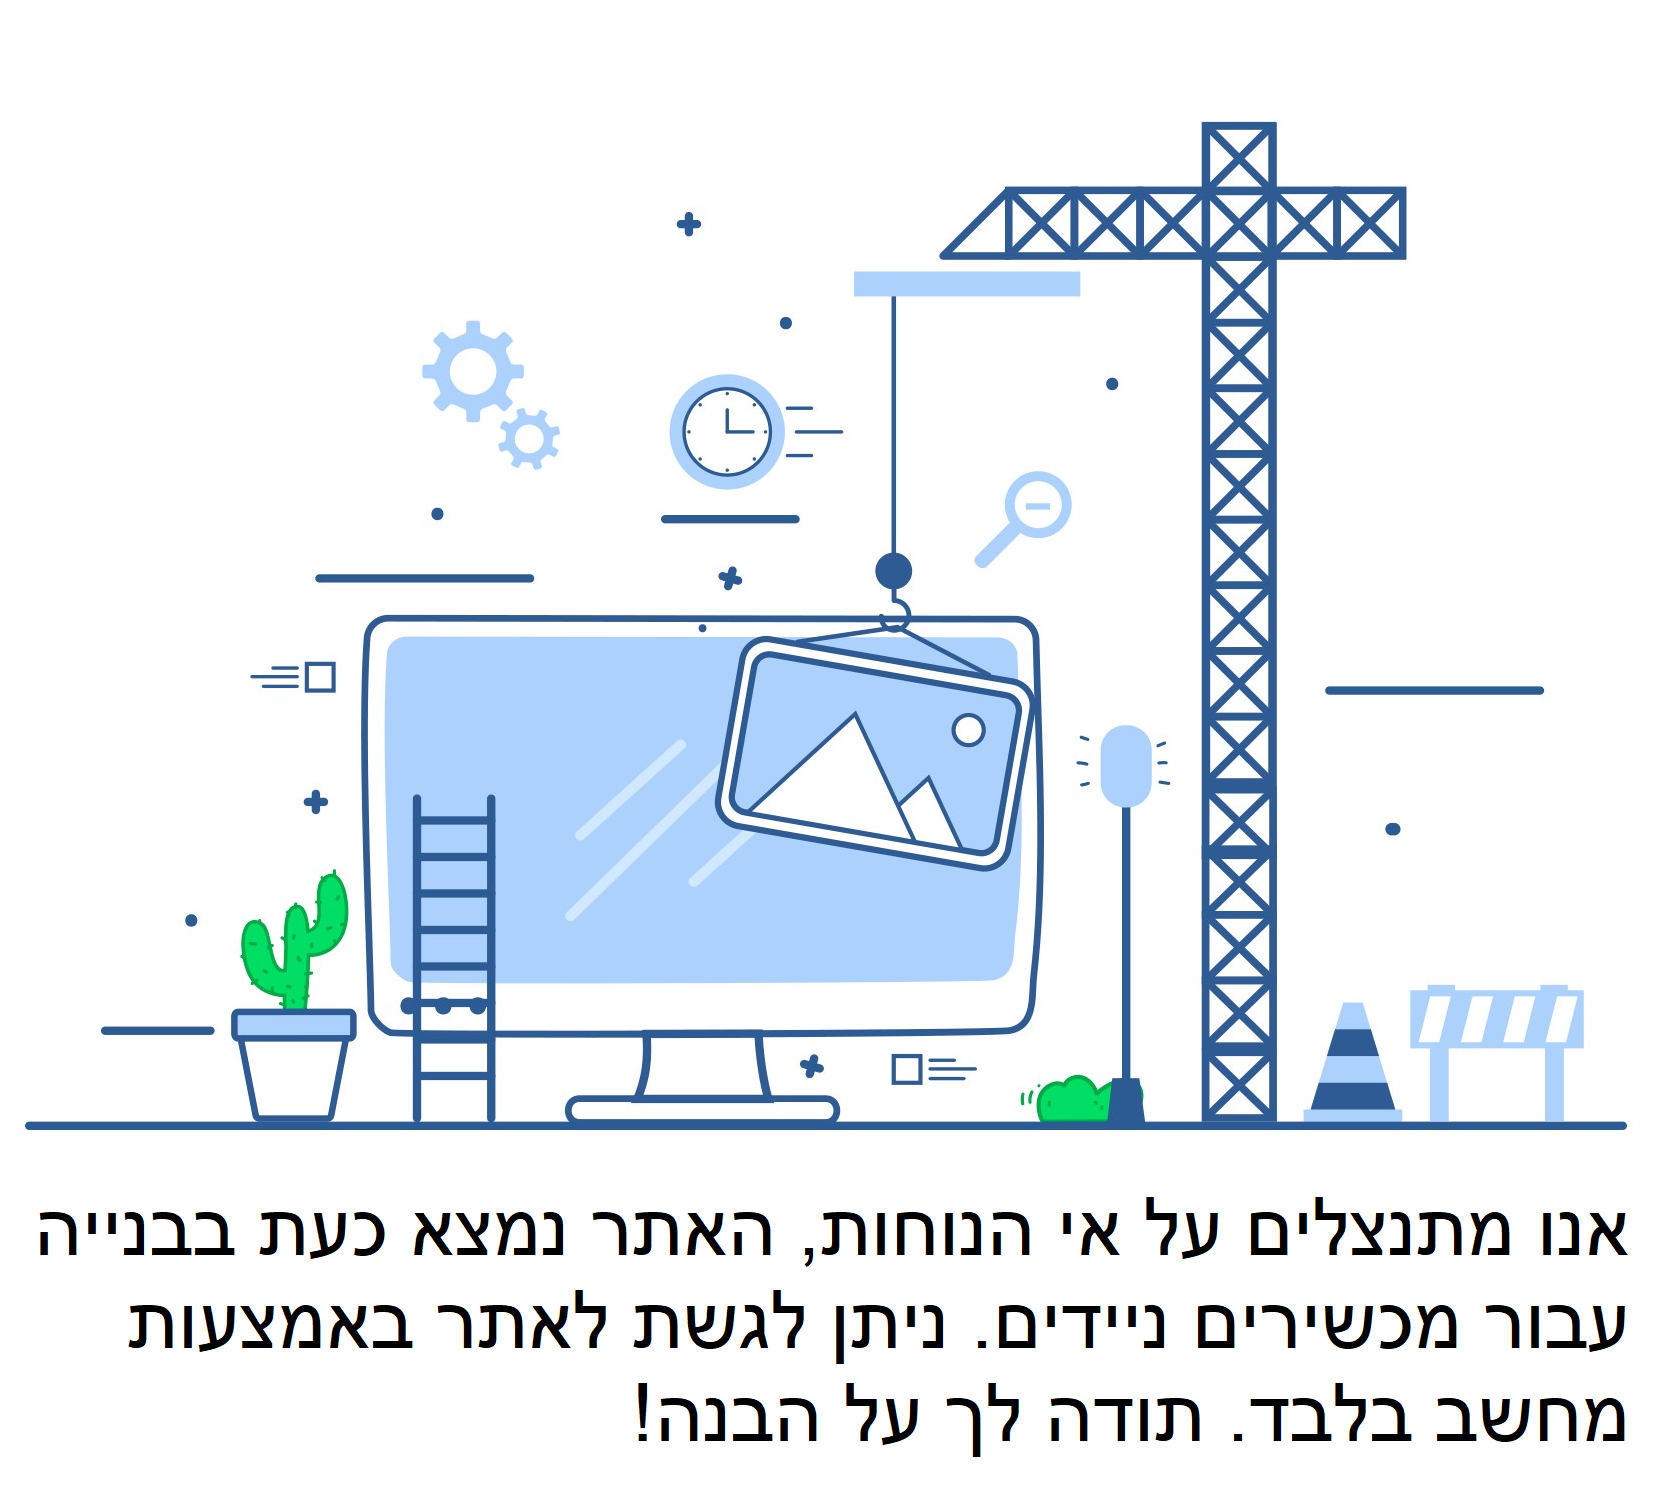 אנו מתנצלים על אי הנוחות, האתר נמצא כעת בבנייה
עבור מכשירים ניידים. ניתן לגשת לאתר באמצעות
מחשב בלבד. תודה לך על הבנה!